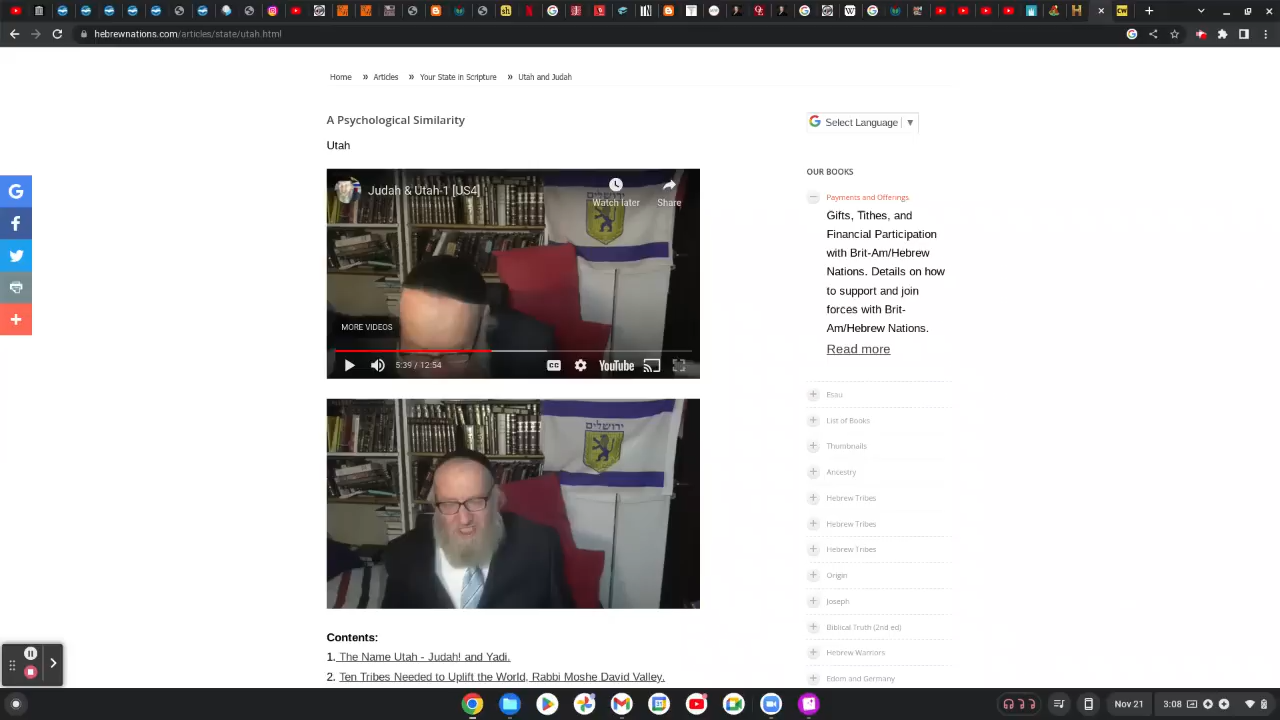 hebrewnations.com/articles/state/utah.html
Home » Articles » Your State in Scripture » Utah and Judah
A Psychological Similarity
Utah
Judah & Utah-1 [US4]
Watch later
Share
ירושלים
MORE VIDEOS
5:39 / 12:54
CC
YouTube
ירושלים
Contents:
1. The Name Utah - Judah! and Yadi.
2. Ten Tribes Needed to Uplift the World, Rabbi Moshe David Valley.
Select Language ▼
OUR BOOKS
Payments and Offerings
Gifts, Tithes, and
Financial Participation
with Brit-Am/Hebrew
Nations. Details on how
to support and join
forces with Brit-
Am/Hebrew Nations.
Read more
Esau
List of Books
Thombnails
Ancestry
Hebrew Tribes
Hebrew Tribes
Hebrew Tribes
Origin
Joseph
Biblical Truth (2nd ed)
Hebrew Warriors
Edom and Germany
Nov 21
3:08